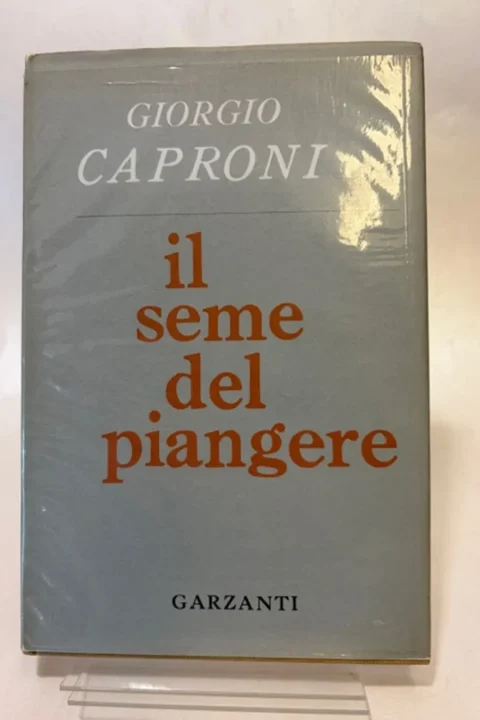 GIORGIO
CAPRONI
il
seme
del
piangere
GARZANTI